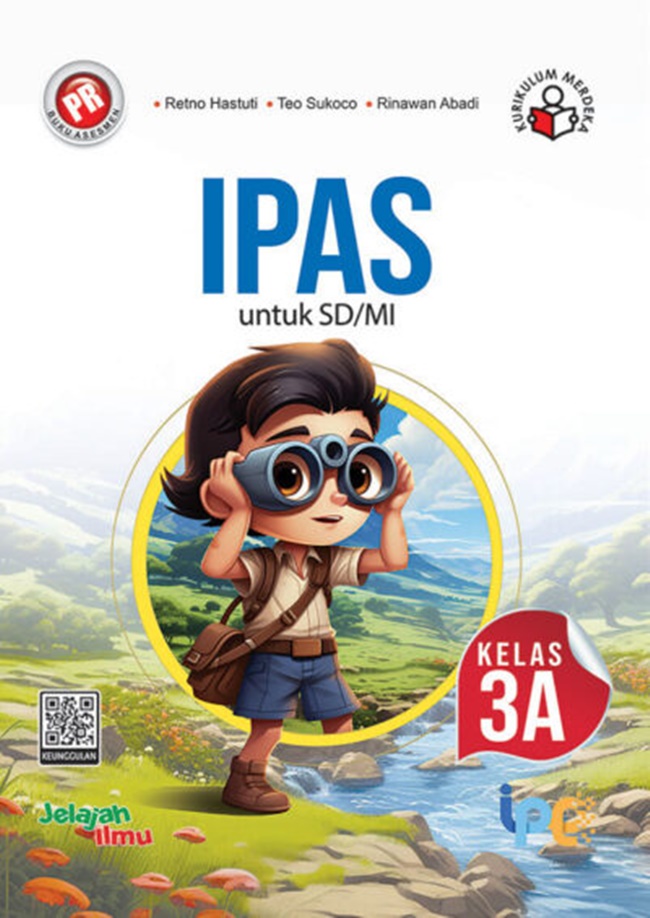 PR
BUKU ASESMEN
• Retno Hastuti • Teo Sukoco • Rinawan Abadi
KURIKULUM MERDEKA
IPAS
untuk SD/MI
KELAS
3A
KEUNGGULAN
Jelajah
Ilmu
ipe